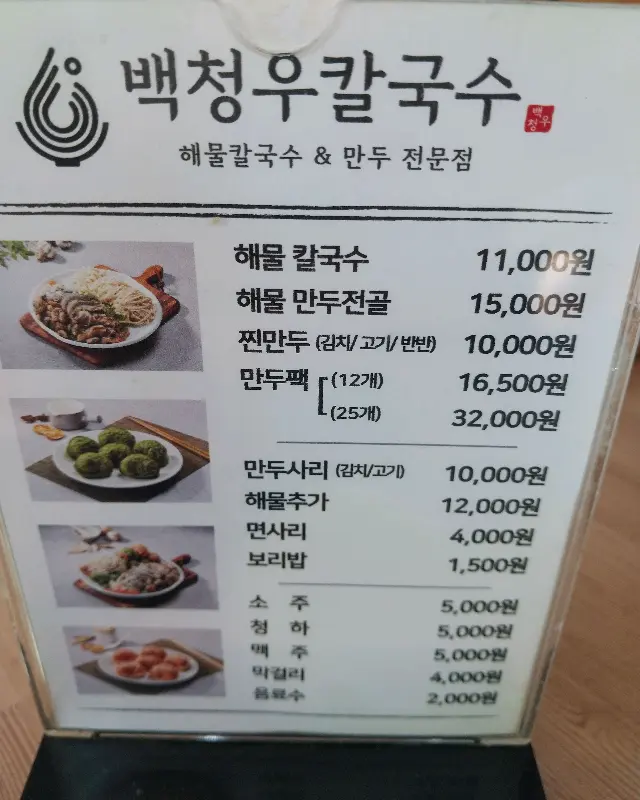 백청우칼국수
백청우
해물칼국수 & 만두 전문점
해물 칼국수 11,000원
해물 만두전골 15,000원
찐만두 (김치/고기/반반) 10,000원
만두팩 (12개) 16,500원
(25개) 32,000원
만두사리 (김치/고기) 10,000원
해물추가 12,000원
면사리 4,000원
보리밥 1,500원
소 주 5,000원
청 하 5,000원
맥 주 5,000원
막걸리 4,000원
음료수 2,000원